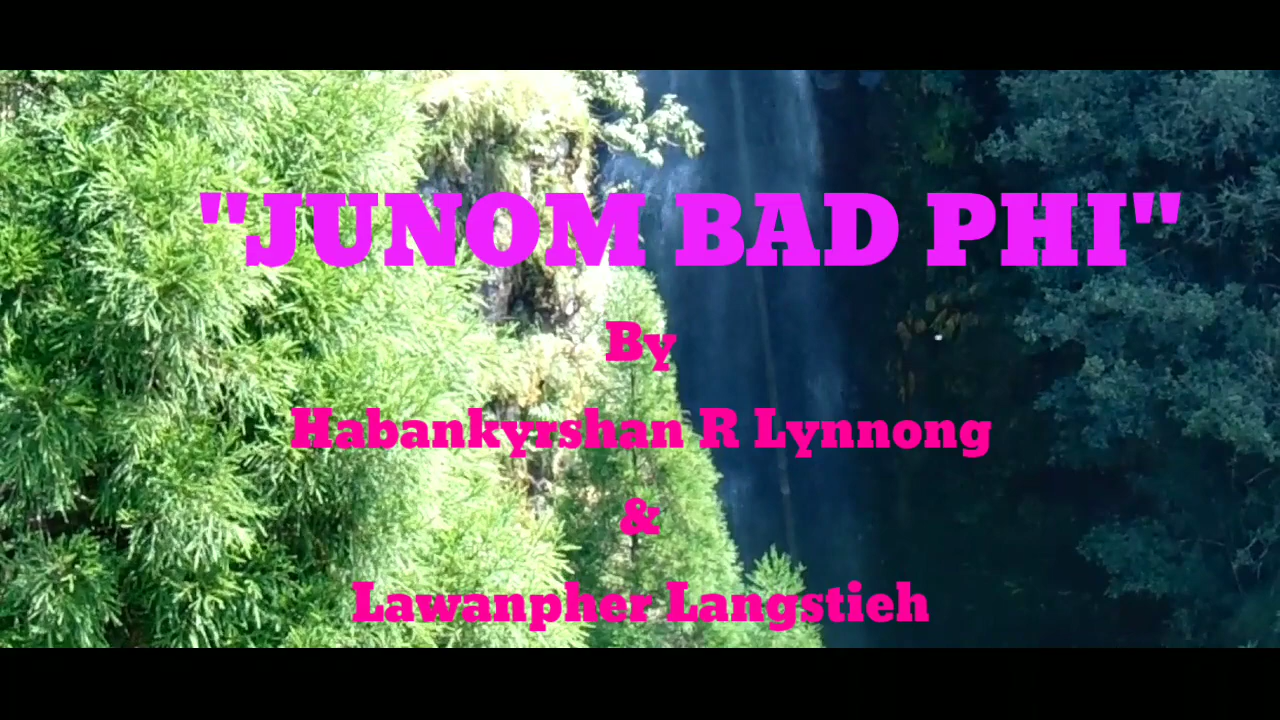 "JUNOM BAD PHI"
By
Habankyrshan R Lynnong
&
Lawanpher Langstieh